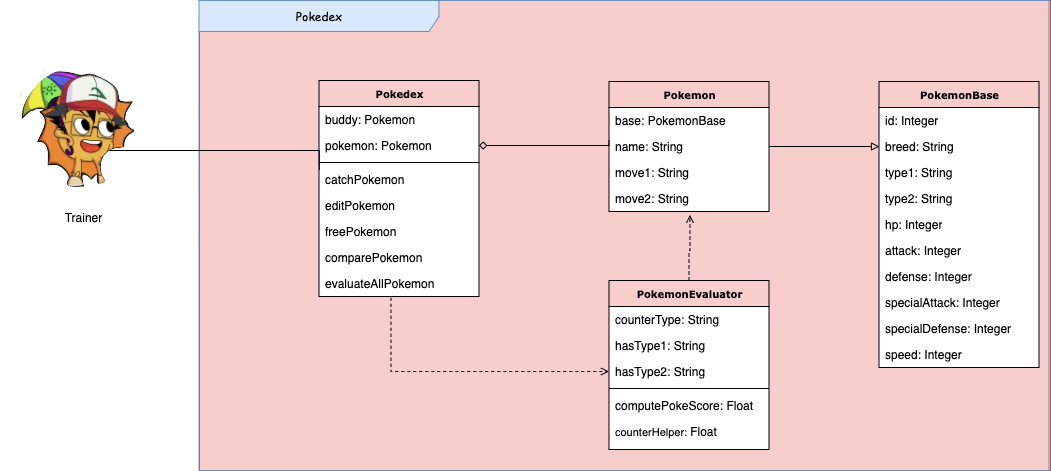 Pokedex
Trainer
Pokedex
buddy: Pokemon
pokemon: Pokemon
catchPokemon
editPokemon
freePokemon
comparePokemon
evaluateAllPokemon
Pokemon
base: PokemonBase
name: String
move1: String
move2: String
PokemonEvaluator
counterType: String
hasType1: String
hasType2: String
computePokeScore: Float
counterHelper: Float
PokemonBase
id: Integer
breed: String
type1: String
type2: String
hp: Integer
attack: Integer
defense: Integer
specialAttack: Integer
specialDefense: Integer
speed: Integer